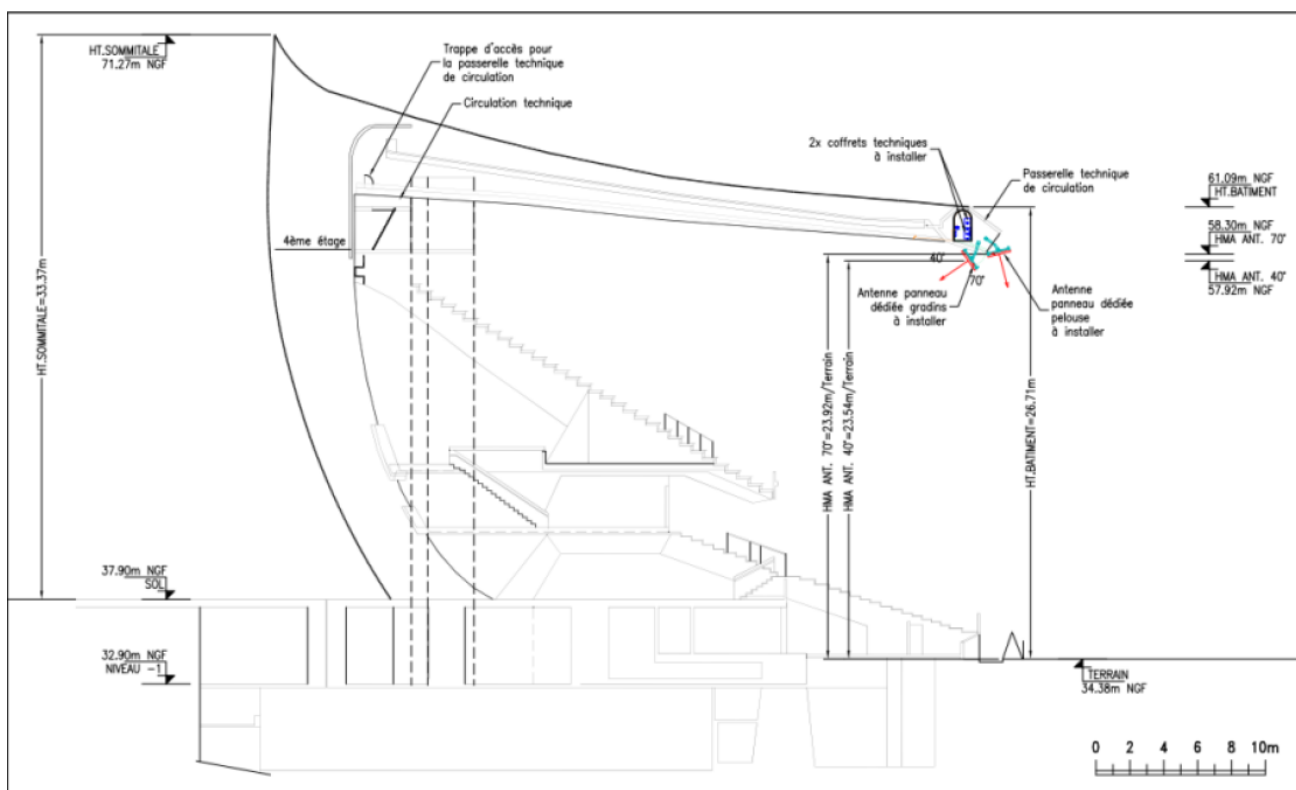 HT.SOMMITALE
71.27m NGF
Trappe d'accès pour
la passerelle technique
de circulation
Circulation technique
2x coffrets techniques
à installer
Passerelle technique
de circulation
61.09m NGF
HT.BATIMENT
58.30m NGF
HMA ANT. 70°
HMA ANT. 40°
57.92m NGF
4ème étage
40°
70°
Antenne panneau
dédiée gradins
à installer
Antenne
panneau dédiée
pelouse
à installer
HT.SOMMITALE=33.37m
HMA ANT. 70°=23.92m/Terrain
HMA ANT. 40°=23.54m/Terrain
HT.BATIMENT=26.71m
37.90m NGF
SOL
32.90m NGF
NIVEAU -1
TERRAIN
34.38m NGF
0 2 4 6 8 10m